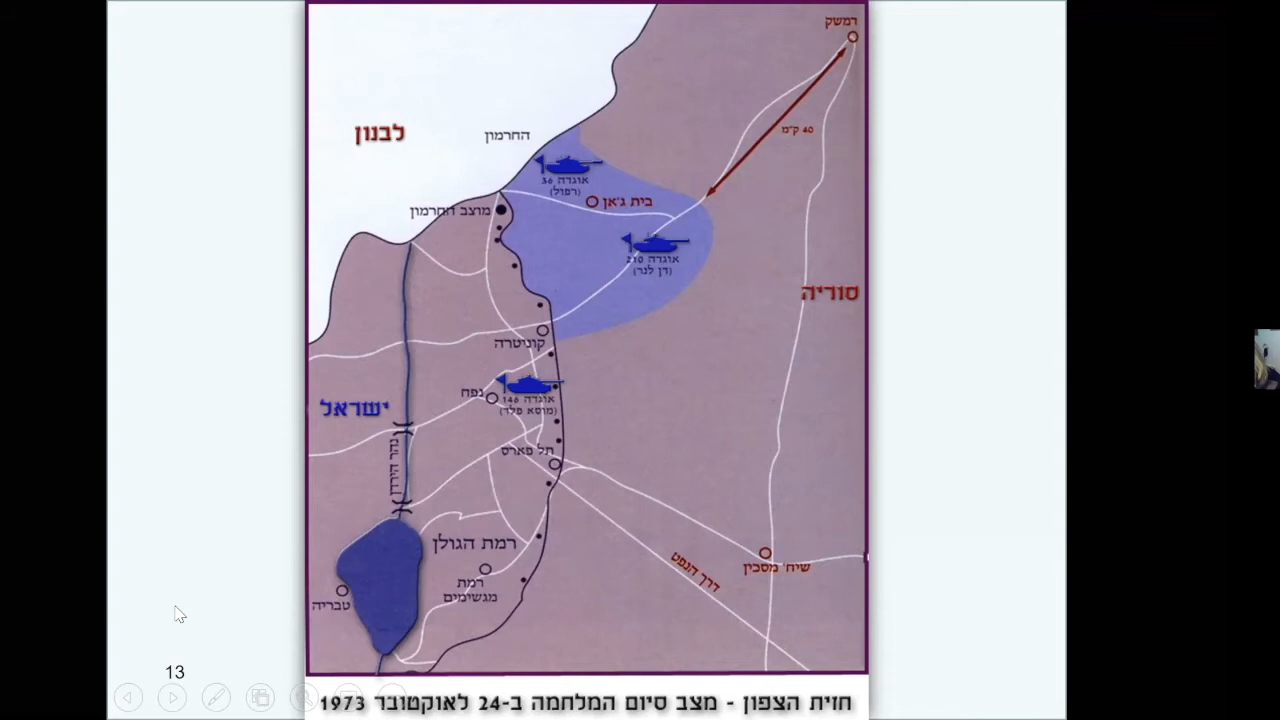 דמשק
40 ק"מ
לבנון
החרמון
אוגדה 36
(רפול)
בית ג'אן
מוצב החרמון
אוגדה 210
(דן לנר)
סוריה
קוניטרה
נפח
אוגדה 146
(מוסא פלד)
ישראל
נהר הירדן
תל פארס
רמת הגולן
רמת
מגשימים
טבריה
דרך הנפט
שיח' מסכין
13
חזית הצפון - מצב סיום המלחמה ב-24 לאוקטובר 1973